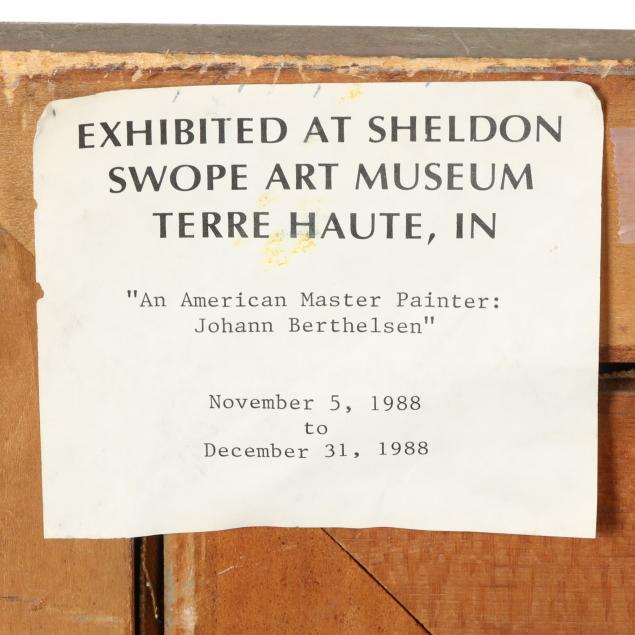 EXHIBITED AT SHELDON
SWOPE ART MUSEUM
TERRE HAUTE, IN
"An American Master Painter:
Johann Berthelsen"
November 5, 1988
to
December 31, 1988